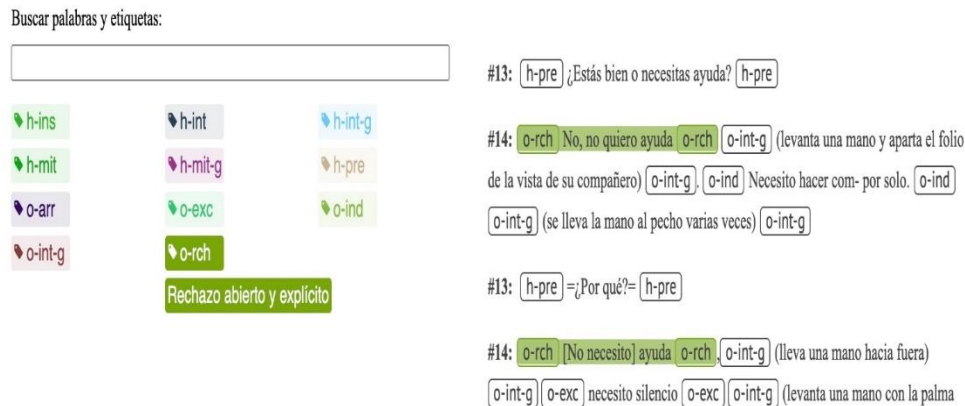 Buscar palabras y etiquetas:
h-ins h-int h-int-g
h-mit h-mit-g h-pre
o-arr o-exc o-ind
o-int-g o-rch
Rechazo abierto y explícito
#13: h-pre ¿Estás bien o necesitas ayuda? h-pre
#14: o-rch No, no quiero ayuda o-rch o-int-g (levanta una mano y aparta el folio
de la vista de su compañero) o-int-g . o-ind Necesito hacer com- por solo. o-ind
o-int-g (se lleva la mano al pecho varias veces) o-int-g
#13: h-pre =¿Por qué?= h-pre
#14: o-rch [No necesito] ayuda o-rch , o-int-g (lleva una mano hacia fuera)
o-int-g o-exc necesito silencio o-exc o-int-g (levanta una mano con la palma